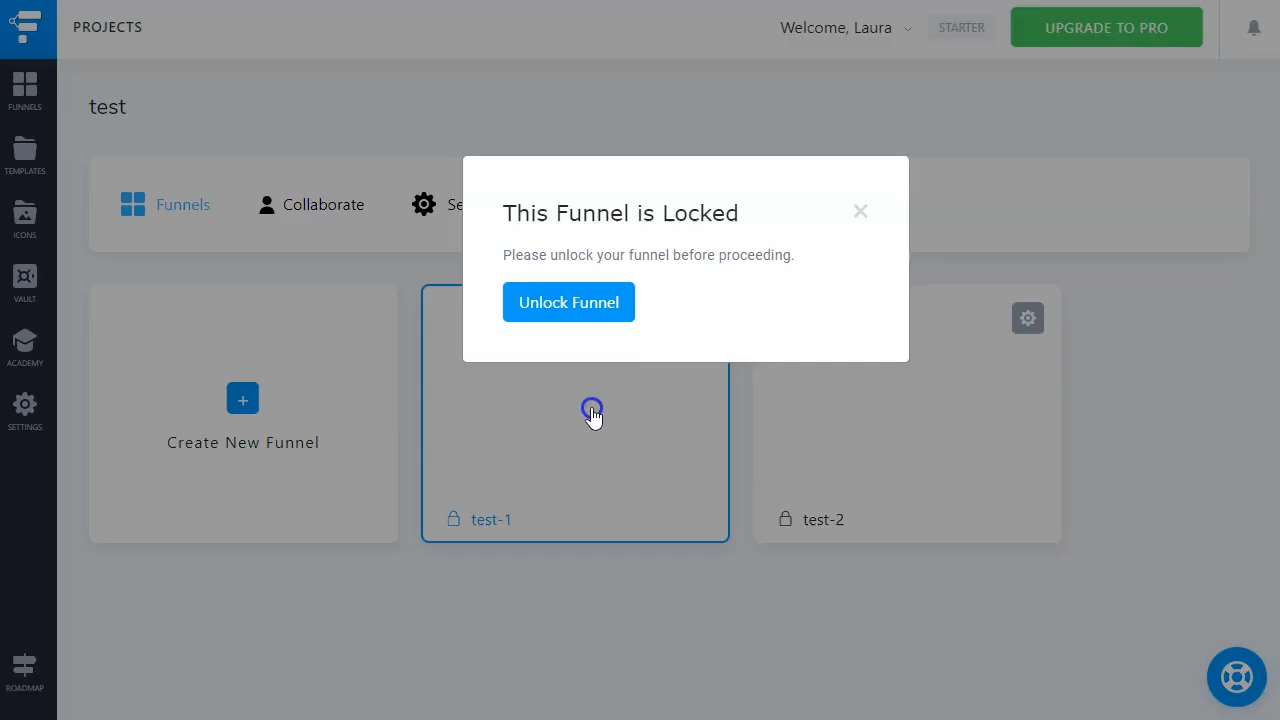 PROJECTS
Welcome, Laura
STARTER
UPGRADE TO PRO
FUNNELS
TEMPLATES
ICONS
VAULT
ACADEMY
SETTINGS
ROADMAP
test
Funnels
Collaborate
Se
This Funnel is Locked
Please unlock your funnel before proceeding.
Unlock Funnel
+
Create New Funnel
test-1
test-2